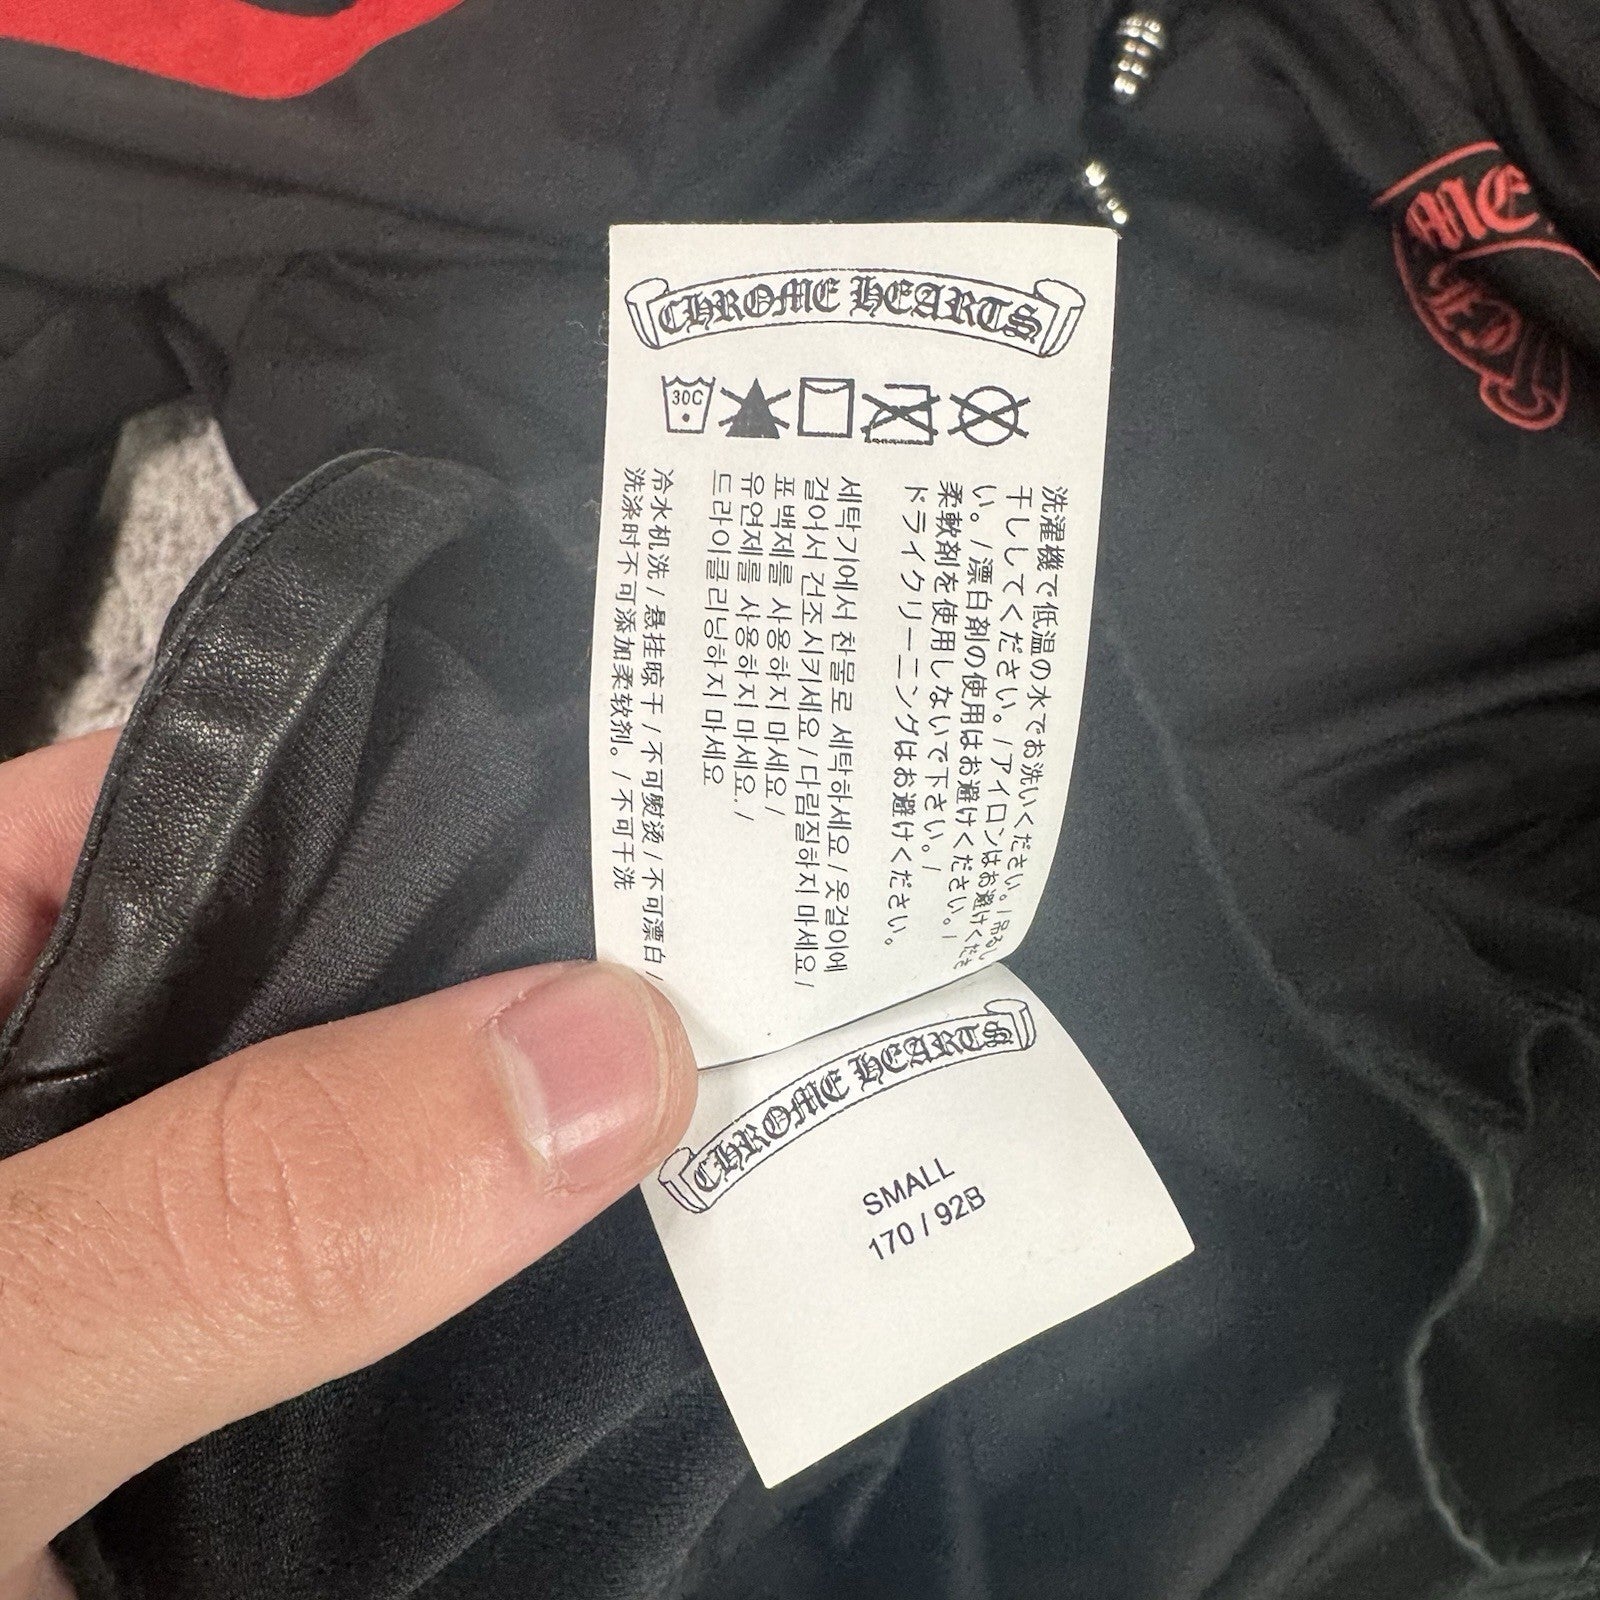 CHROME HEARTS
30C
洗濯機で低温の水でお洗いください。/吊るし
干ししてください。/アイロンはお避けくださ
い。/漂白剤の使用はお避けください。/
柔軟剤を使用しないで下さい。/
ドライクリーニングはお避けください。
세탁기에서 찬물로 세탁하세요 / 옷걸이에
걸어서 건조시키세요 / 다림질하지 마세요 /
표백제를 사용하지 마세요 /
유연제를 사용하지 마세요. /
드라이클리닝하지 마세요
冷水机洗 / 悬挂晾干 / 不可熨烫 / 不可漂白 /
洗涤时不可添加柔软剂。/ 不可干洗
CHROME HEARTS
SMALL
170 / 92B